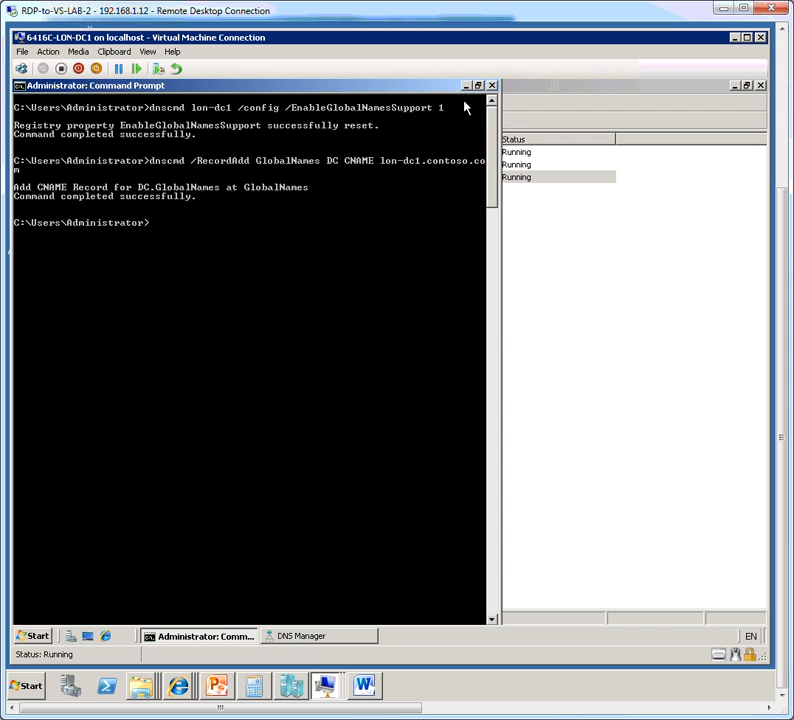 RDP-to-VS-LAB-2 - 192.168.1.12 - Remote Desktop Connection
6416C-LON-DC1 on localhost - Virtual Machine Connection
File Action Media Clipboard View Help
Administrator: Command Prompt
C:\Users\Administrator>dnscmd lon-dc1 /config /EnableGlobalNamesSupport 1
Registry property EnableGlobalNamesSupport successfully reset.
Command completed successfully.
C:\Users\Administrator>dnscmd /RecordAdd GlobalNames DC CNAME lon-dc1.contoso.co
m
Add CNAME Record for DC.GlobalNames at GlobalNames
Command completed successfully.
C:\Users\Administrator>
Status
Running
Running
Running
Start
Administrator: Comm...
DNS Manager
EN
Status: Running
Start